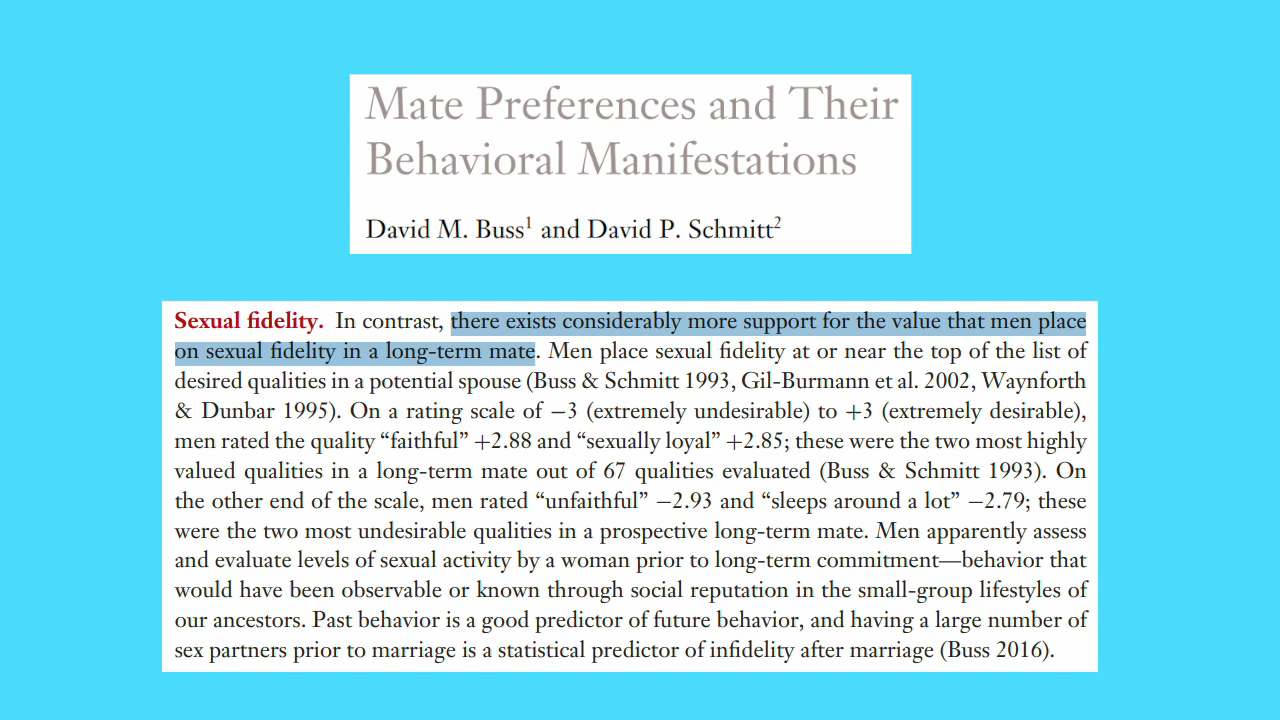 Mate Preferences and Their
Behavioral Manifestations
David M. Buss¹ and David P. Schmitt²
Sexual fidelity. In contrast, there exists considerably more support for the value that men place
on sexual fidelity in a long-term mate. Men place sexual fidelity at or near the top of the list of
desired qualities in a potential spouse (Buss & Schmitt 1993, Gil-Burmann et al. 2002, Waynforth
& Dunbar 1995). On a rating scale of −3 (extremely undesirable) to +3 (extremely desirable),
men rated the quality “faithful” +2.88 and “sexually loyal” +2.85; these were the two most highly
valued qualities in a long-term mate out of 67 qualities evaluated (Buss & Schmitt 1993). On
the other end of the scale, men rated “unfaithful” −2.93 and “sleeps around a lot” −2.79; these
were the two most undesirable qualities in a prospective long-term mate. Men apparently assess
and evaluate levels of sexual activity by a woman prior to long-term commitment—behavior that
would have been observable or known through social reputation in the small-group lifestyles of
our ancestors. Past behavior is a good predictor of future behavior, and having a large number of
sex partners prior to marriage is a statistical predictor of infidelity after marriage (Buss 2016).